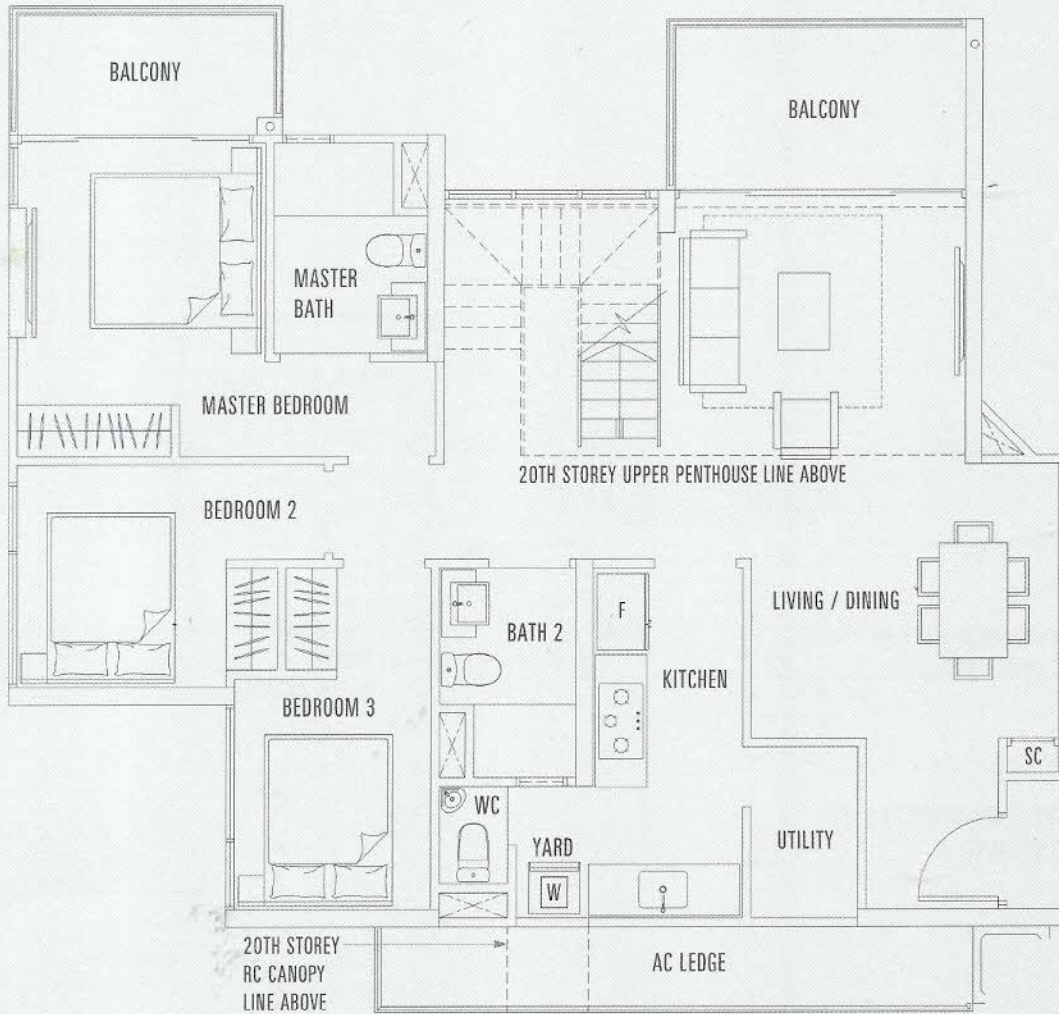 BALCONY
BALCONY
MASTER
BATH
MASTER BEDROOM
20TH STOREY UPPER PENTHOUSE LINE ABOVE
BEDROOM 2
LIVING / DINING
F
BATH 2
KITCHEN
BEDROOM 3
SC
WC
YARD
UTILITY
W
20TH STOREY
RC CANOPY
LINE ABOVE
AC LEDGE